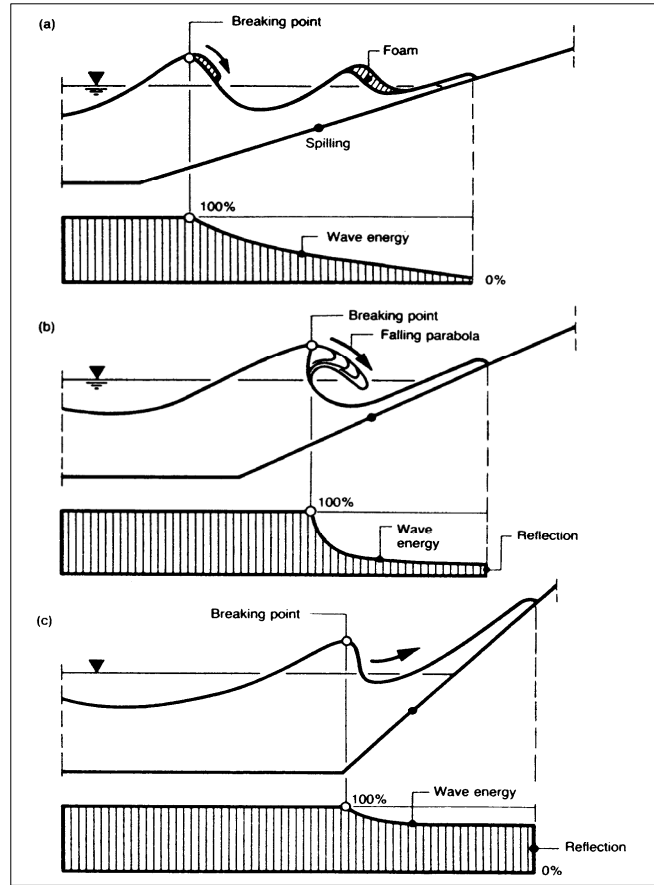 (a)
Breaking point
Foam
Spilling
100%
Wave energy
0%
(b)
Breaking point
Falling parabola
100%
Wave
energy
Reflection
(c)
Breaking point
100%
Wave energy
Reflection
0%